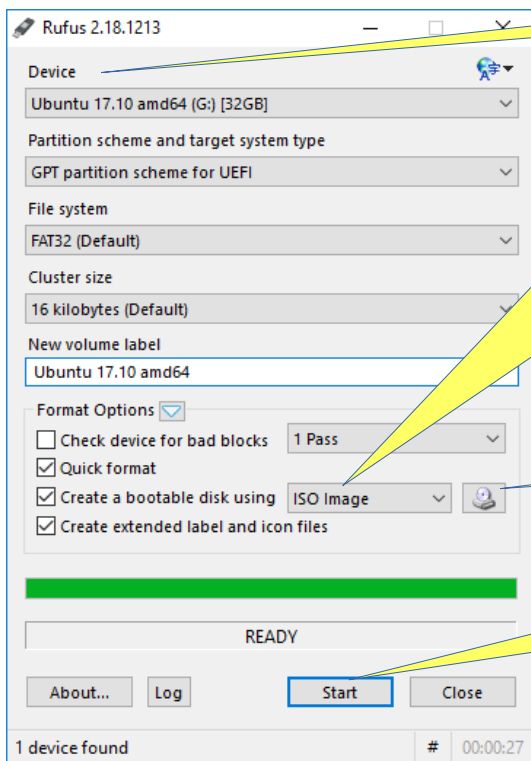 Rufus 2.18.1213
Device
Ubuntu 17.10 amd64 (G:) [32GB]
Partition scheme and target system type
GPT partition scheme for UEFI
File system
FAT32 (Default)
Cluster size
16 kilobytes (Default)
New volume label
Ubuntu 17.10 amd64
Format Options
Check device for bad blocks 1 Pass
Quick format
Create a bootable disk using ISO Image
Create extended label and icon files
READY
About... Log Start Close
1 device found # 00:00:27